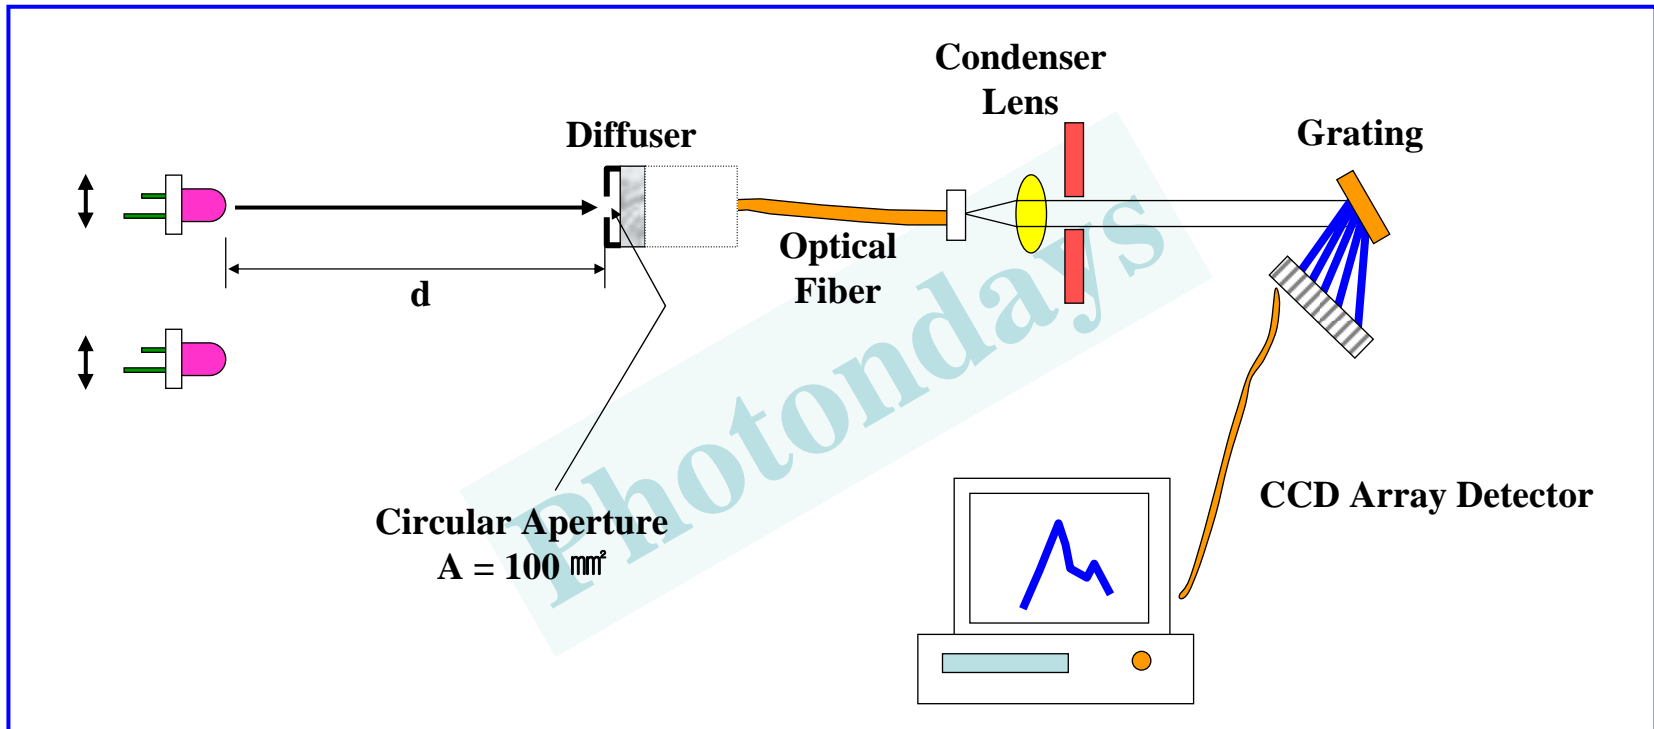 Condenser
Lens
Diffuser
Grating
Optical
Fiber
d
CCD Array Detector
Circular Aperture
A = 100 ㎟
Photondays